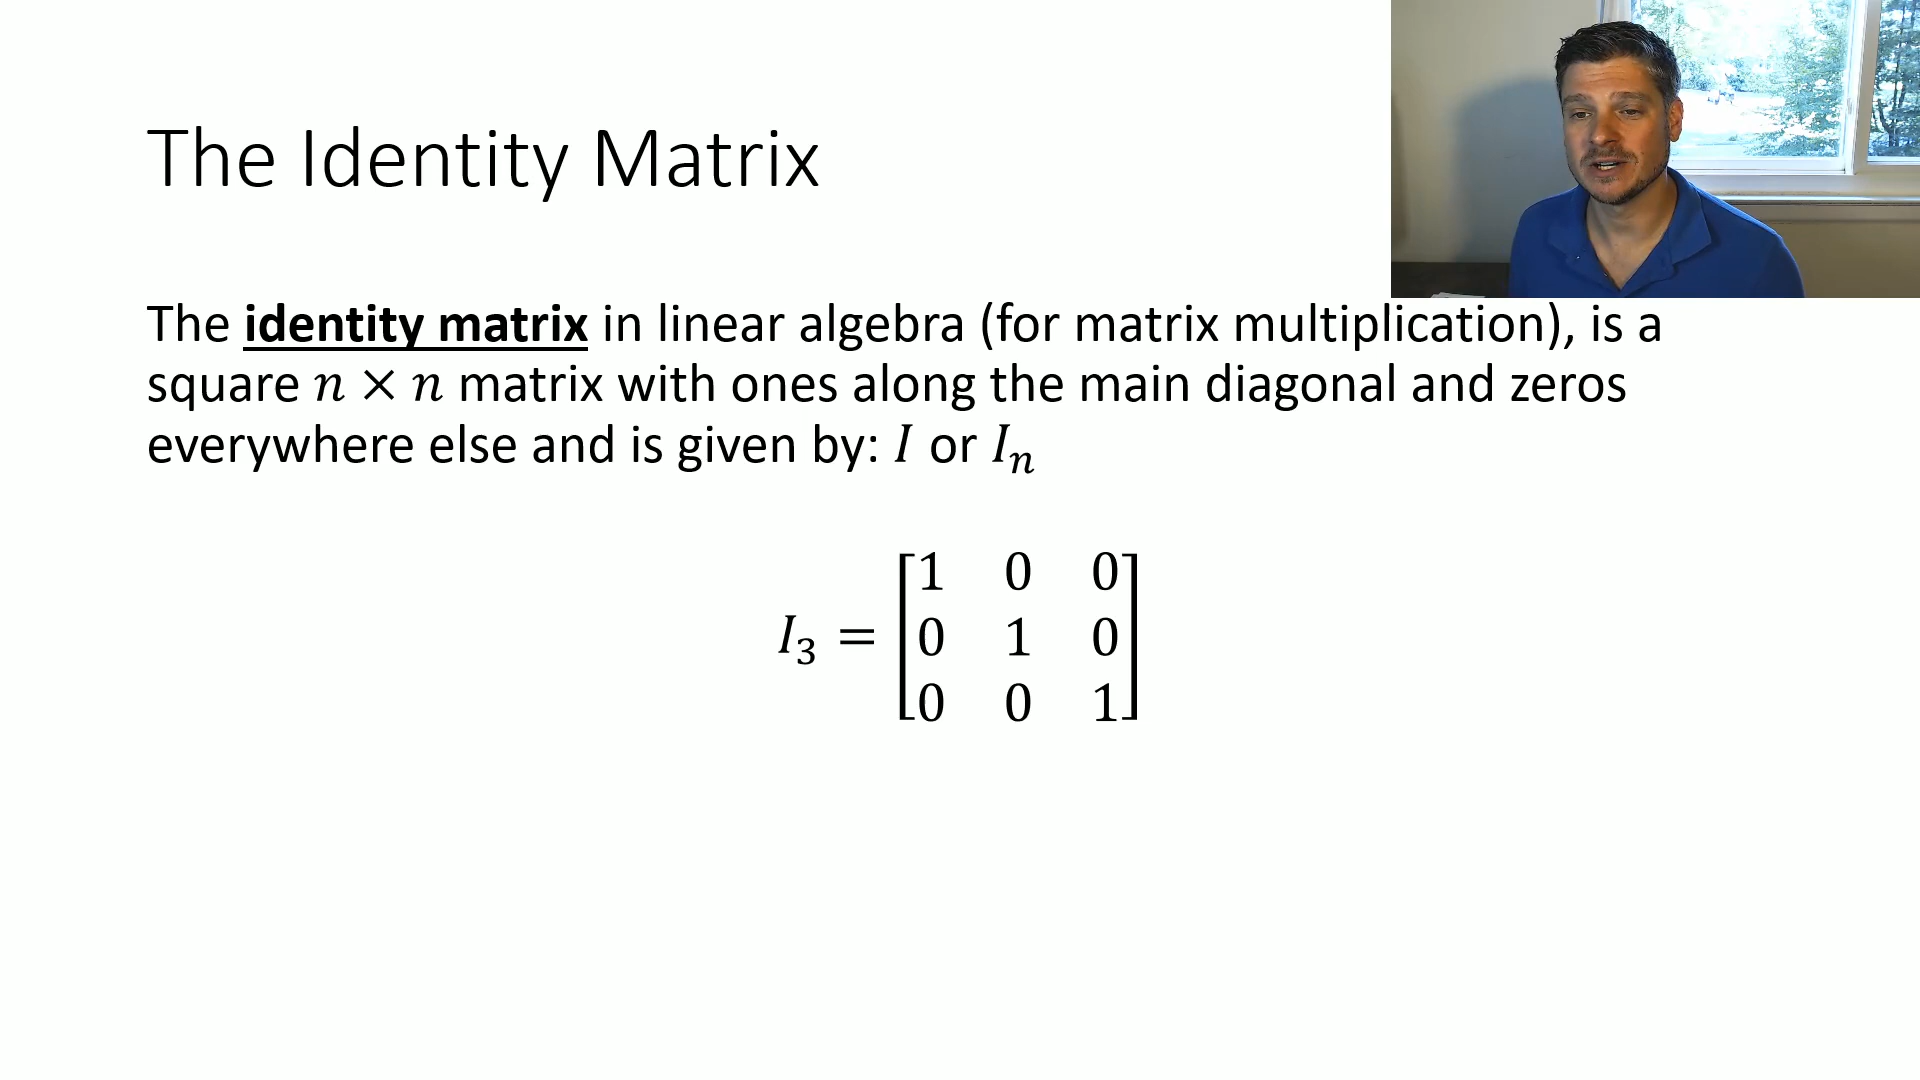 The Identity Matrix
The identity matrix in linear algebra (for matrix multiplication), is a
square 𝑛 × 𝑛 matrix with ones along the main diagonal and zeros
everywhere else and is given by: 𝐼 or 𝐼ₙ
𝐼₃ = [1 0 0
0 1 0
0 0 1]